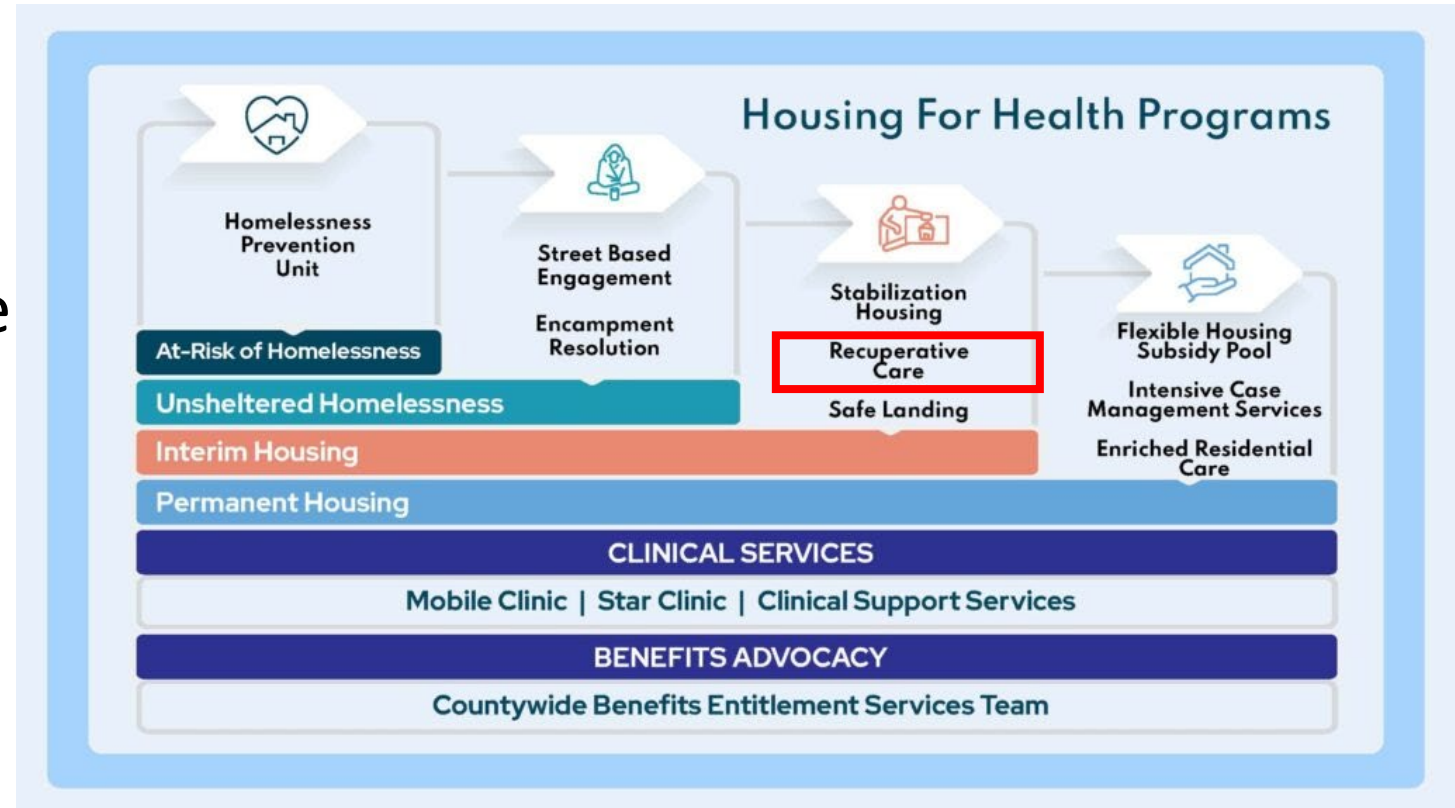 Housing For Health Programs
Homelessness
Prevention
Unit
At-Risk of Homelessness
Street Based
Engagement
Encampment
Resolution
Unsheltered Homelessness
Stabilization
Housing
Recuperative
Care
Safe Landing
Interim Housing
Flexible Housing
Subsidy Pool
Intensive Case
Management Services
Enriched Residential
Care
Permanent Housing
CLINICAL SERVICES
Mobile Clinic | Star Clinic | Clinical Support Services
BENEFITS ADVOCACY
Countywide Benefits Entitlement Services Team